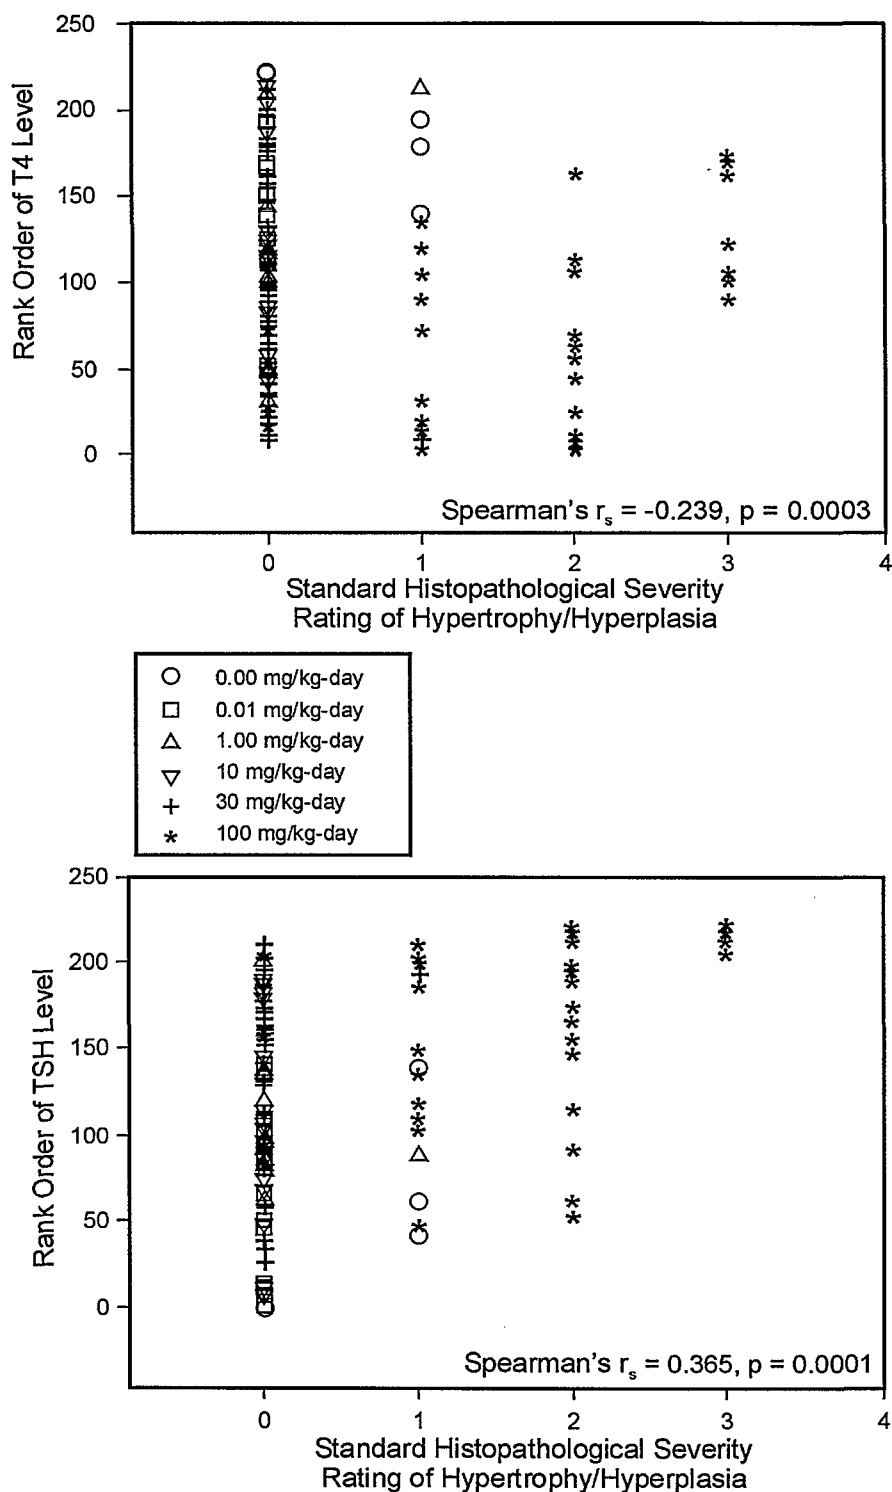 250
200
150
100
50
0
Rank Order of T4 Level
Spearman's rs = -0.239, p = 0.0003
0 1 2 3 4
Standard Histopathological Severity
Rating of Hypertrophy/Hyperplasia
0.00 mg/kg-day
0.01 mg/kg-day
1.00 mg/kg-day
10 mg/kg-day
30 mg/kg-day
100 mg/kg-day
250
200
150
100
50
0
Rank Order of TSH Level
Spearman's rs = 0.365, p = 0.0001
0 1 2 3 4
Standard Histopathological Severity
Rating of Hypertrophy/Hyperplasia